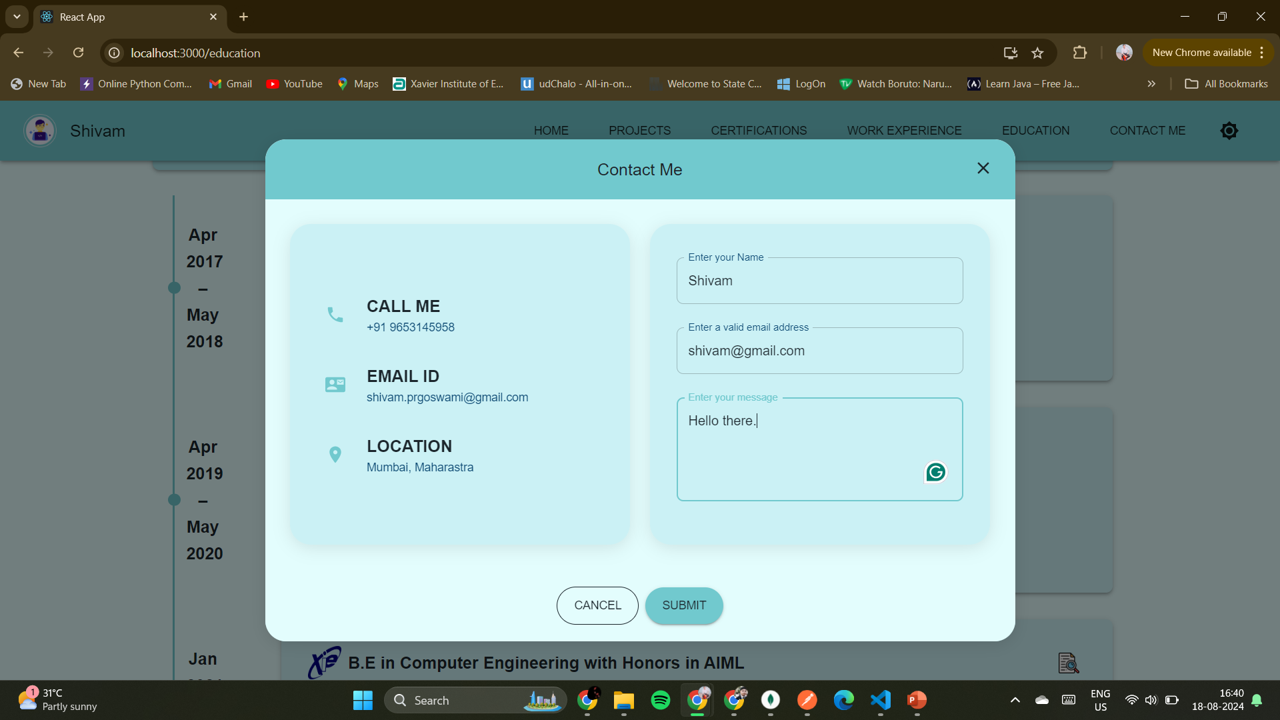 React App
localhost:3000/education
New Chrome available
New Tab
Online Python Com...
Gmail
YouTube
Maps
Xavier Institute of E...
udChalo - All-in-on...
Welcome to State C...
LogOn
Watch Boruto: Naru...
Learn Java – Free Ja...
All Bookmarks
Shivam
HOME
PROJECTS
CERTIFICATIONS
WORK EXPERIENCE
EDUCATION
CONTACT ME
Contact Me
Apr
2017
–
May
2018
Apr
2019
–
May
2020
Jan
CALL ME
+91 9653145958
EMAIL ID
shivam.prgoswami@gmail.com
LOCATION
Mumbai, Maharastra
Enter your Name
Shivam
Enter a valid email address
shivam@gmail.com
Enter your message
Hello there.
CANCEL
SUBMIT
B.E in Computer Engineering with Honors in AIML
1
31°C
Partly sunny
Search
ENG
US
16:40
18-08-2024